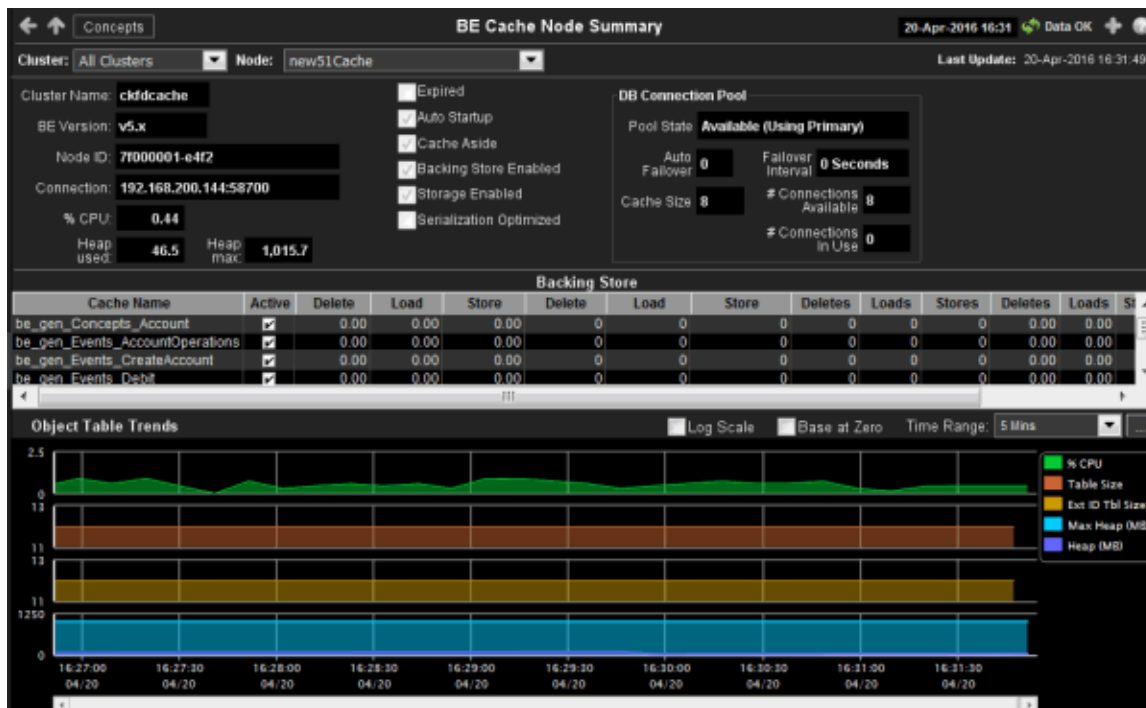 Concepts BE Cache Node Summary 20-Apr-2016 16:31 Data OK
Cluster: All Clusters Node: new51Cache Last Update: 20-Apr-2016 16:31:49
Cluster Name: ckfdcache
BE Version: v5.x
Node ID: 7f000001-e4f2
Connection: 192.168.200.144:58700
% CPU: 0.44
Heap used: 46.5 Heap max: 1,015.7
Expired
Auto Startup
Cache Aside
Backing Store Enabled
Storage Enabled
Serialization Optimized
DB Connection Pool
Pool State Available (Using Primary)
Auto Failover 0 Failover Interval 0 Seconds
Cache Size 8 # Connections Available 8
# Connections In Use 0
Backing Store
Cache Name Active Delete Load Store Delete Load Store Deletes Loads Stores Deletes Loads St
be_gen_Concepts_Account 0.00 0.00 0.00 0 0 0 0 0 0 0.00 0.00
be_gen_Events_AccountOperations 0.00 0.00 0.00 0 0 0 0 0 0 0.00 0.00
be_gen_Events_CreateAccount 0.00 0.00 0.00 0 0 0 0 0 0 0.00 0.00
be_gen_Events_Debit 0.00 0.00 0.00 0 0 0 0 0 0 0.00 0.00
Object Table Trends Log Scale Base at Zero Time Range: 5 Mins ...
2.5
0
13
11
13
11
1250
0
16:27:00 16:27:30 16:28:00 16:28:30 16:29:00 16:29:30 16:30:00 16:30:30 16:31:00 16:31:30
04/20 04/20 04/20 04/20 04/20 04/20 04/20 04/20 04/20 04/20
% CPU
Table Size
Ext ID Tbl Size
Max Heap (MB
Heap (MB)